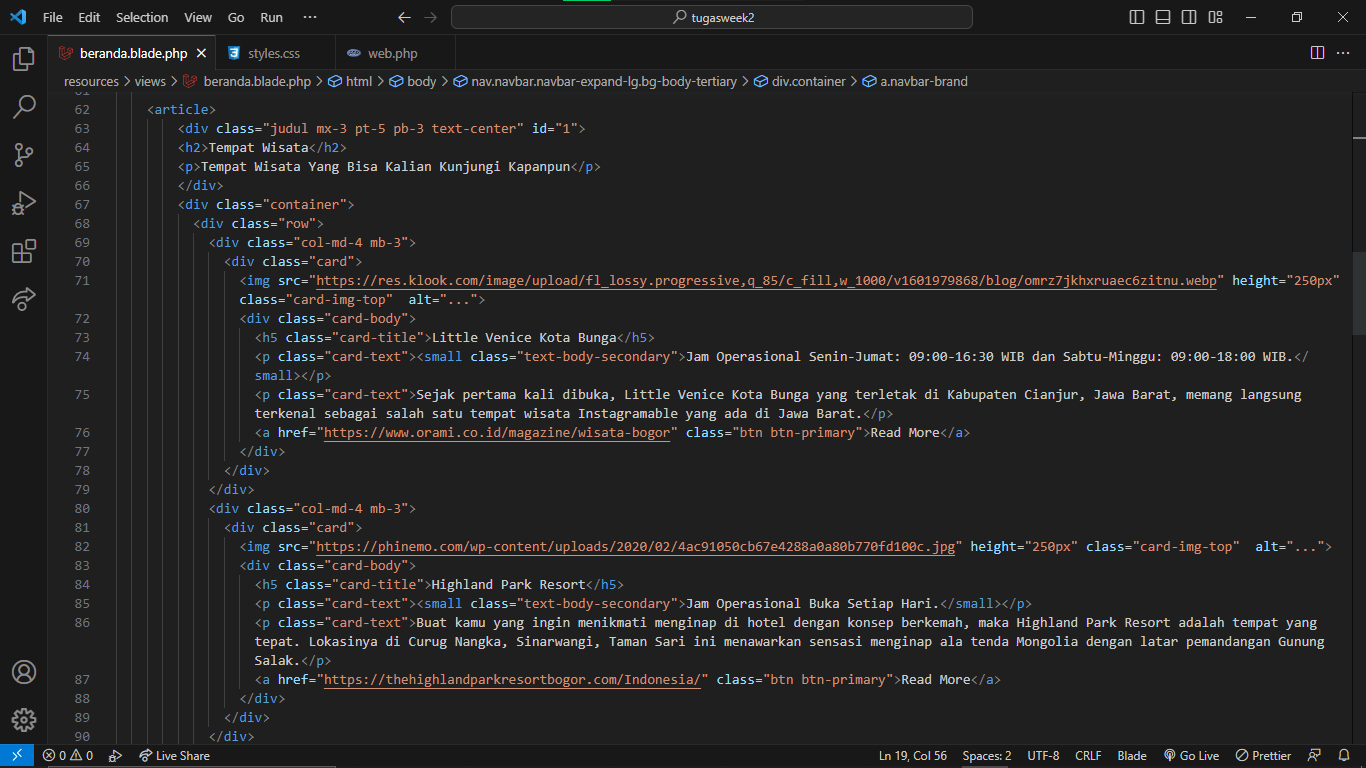 File Edit Selection View Go Run ··· tugasweek2
beranda.blade.php styles.css web.php
resources > views > beranda.blade.php > html > body > nav.navbar.navbar-expand-lg.bg-body-tertiary > div.container > a.navbar-brand
61
62 <article>
63 <div class="judul mx-3 pt-5 pb-3 text-center" id="1">
64 <h2>Tempat Wisata</h2>
65 <p>Tempat Wisata Yang Bisa Kalian Kunjungi Kapanpun</p>
66 </div>
67 <div class="container">
68 <div class="row">
69 <div class="col-md-4 mb-3">
70 <div class="card">
71 <img src="https://res.klook.com/image/upload/fl_lossy.progressive,q_85/c_fill,w_1000/v1601979868/blog/omrz7jkhxruaec6zitnu.webp" height="250px"
class="card-img-top"  alt="...">
72 <div class="card-body">
73 <h5 class="card-title">Little Venice Kota Bunga</h5>
74 <p class="card-text"><small class="text-body-secondary">Jam Operasional Senin-Jumat: 09:00-16:30 WIB dan Sabtu-Minggu: 09:00-18:00 WIB.</
small></p>
75 <p class="card-text">Sejak pertama kali dibuka, Little Venice Kota Bunga yang terletak di Kabupaten Cianjur, Jawa Barat, memang langsung
terkenal sebagai salah satu tempat wisata Instagramable yang ada di Jawa Barat.</p>
76 <a href="https://www.orami.co.id/magazine/wisata-bogor" class="btn btn-primary">Read More</a>
77 </div>
78 </div>
79 </div>
80 <div class="col-md-4 mb-3">
81 <div class="card">
82 <img src="https://phinemo.com/wp-content/uploads/2020/02/4ac91050cb67e4288a0a80b770fd100c.jpg" height="250px" class="card-img-top"  alt="...">
83 <div class="card-body">
84 <h5 class="card-title">Highland Park Resort</h5>
85 <p class="card-text"><small class="text-body-secondary">Jam Operasional Buka Setiap Hari.</small></p>
86 <p class="card-text">Buat kamu yang ingin menikmati menginap di hotel dengan konsep berkemah, maka Highland Park Resort adalah tempat yang
tepat. Lokasinya di Curug Nangka, Sinarwangi, Taman Sari ini menawarkan sensasi menginap ala tenda Mongolia dengan latar pemandangan Gunung
Salak.</p>
87 <a href="https://thehighlandparkresortbogor.com/Indonesia/" class="btn btn-primary">Read More</a>
88 </div>
89 </div>
90 </div>
0 0 Live Share Ln 19, Col 56 Spaces: 2 UTF-8 CRLF Blade Go Live Prettier